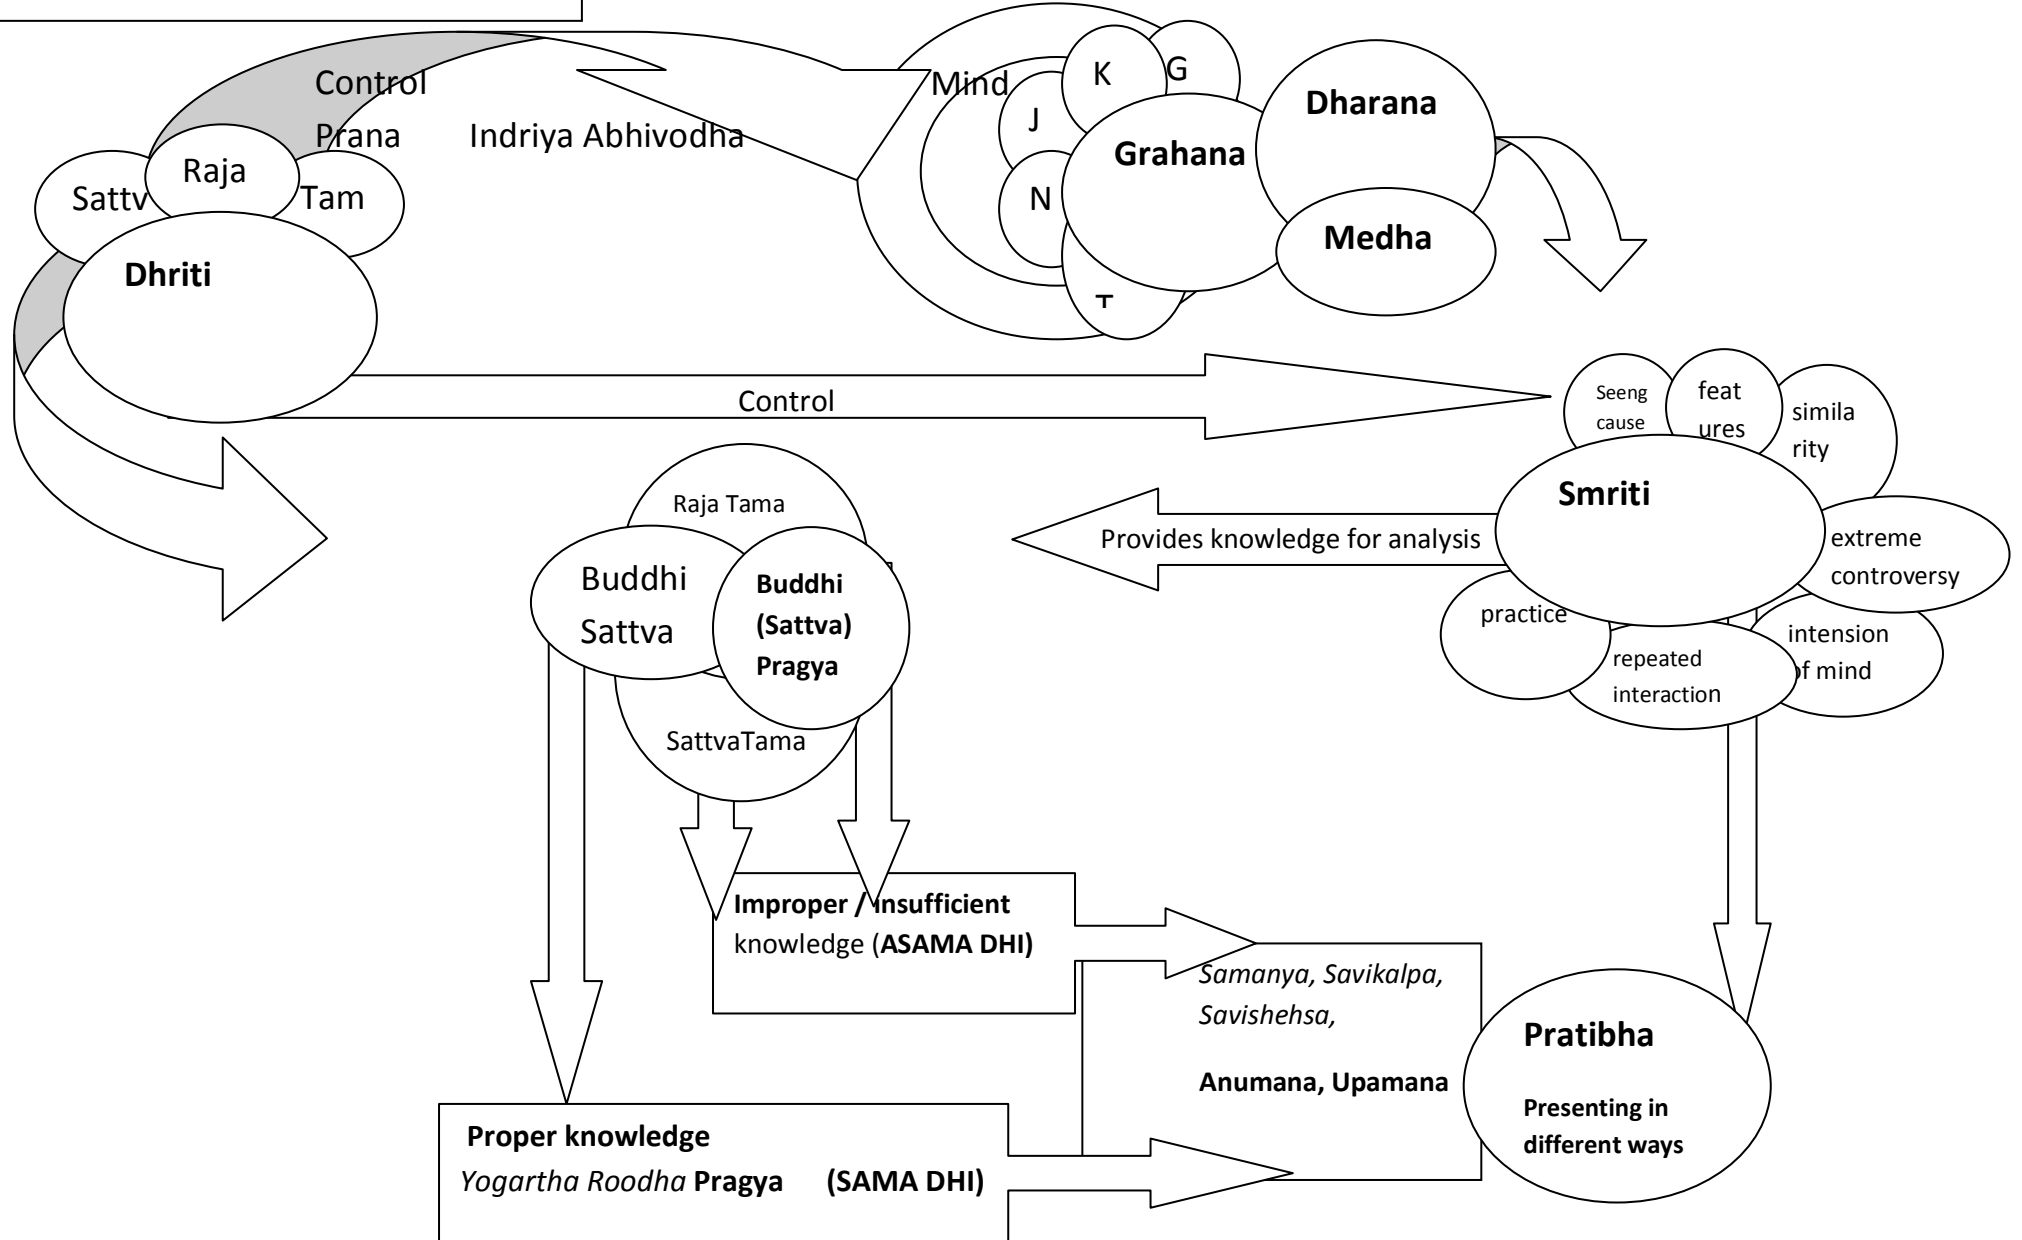 Control
Prana
Indriya Abhivodha
Mind
K
G
J
N
Grahana
Dharana
Medha
Sattv
Raja
Tam
Dhriti
Control
Seeng
cause
feat
ures
simila
rity
Smriti
extreme
controversy
intension
of mind
repeated
interaction
practice
Provides knowledge for analysis
Raja Tama
Buddhi
Sattva
Buddhi
(Sattva)
Pragya
SattvaTama
Improper / insufficient
knowledge (ASAMA DHI)
Samanya, Savikalpa,
Savishehsa,
Anumana, Upamana
Pratibha
Presenting in
different ways
Proper knowledge
Yogartha Roodha Pragya (SAMA DHI)